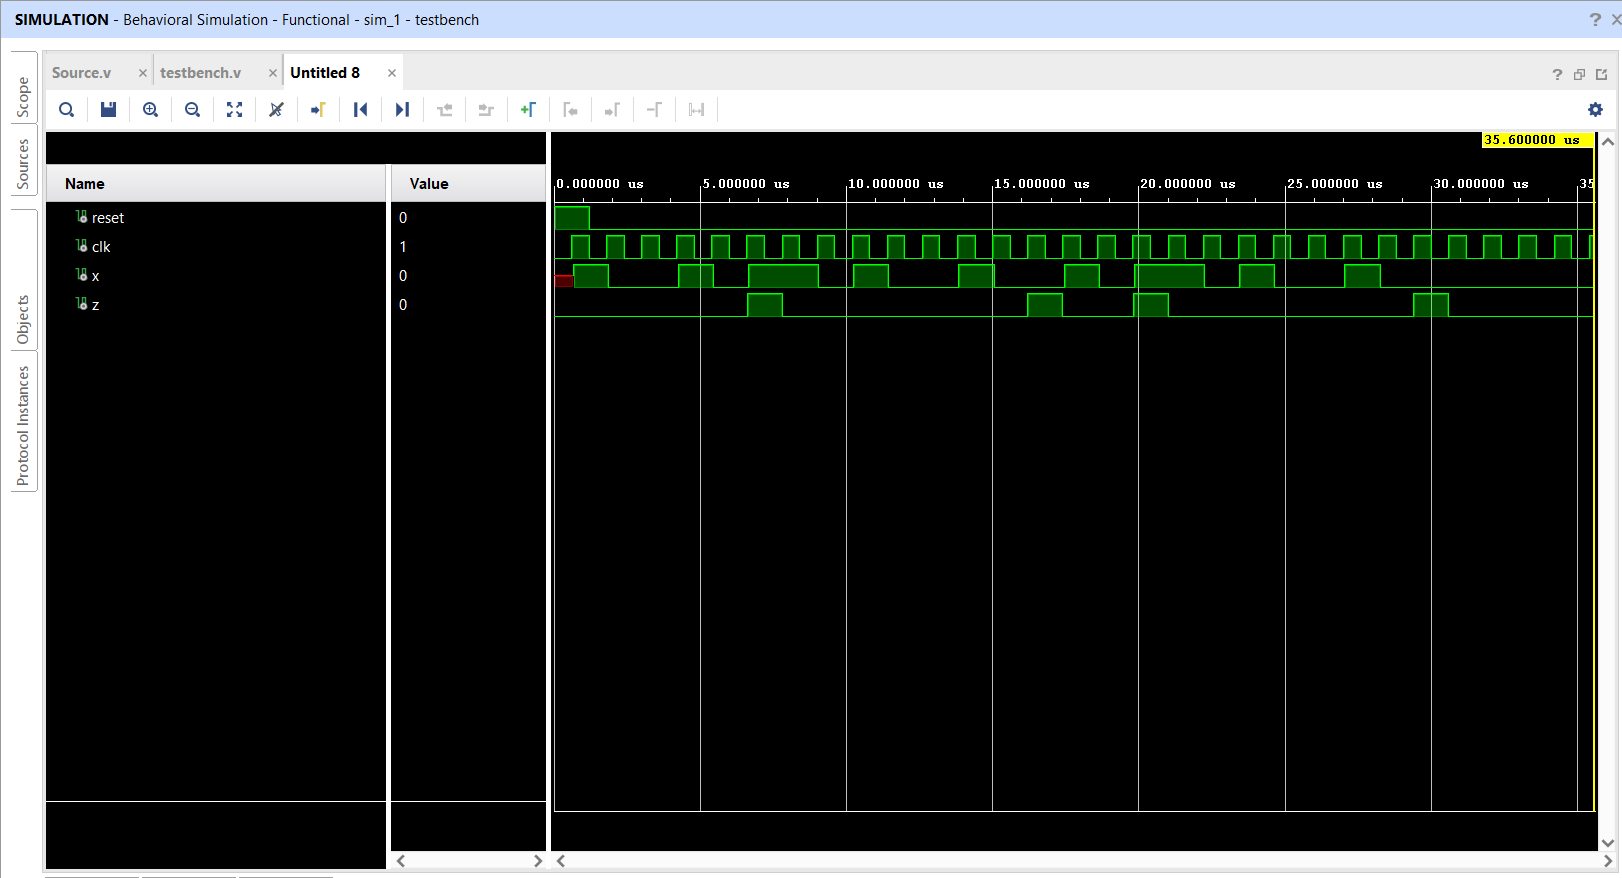 SIMULATION - Behavioral Simulation - Functional - sim_1 - testbench
Source.v
testbench.v
Untitled 8
Scope
Sources
Objects
Protocol Instances
35.600000 us
Name
Value
0.000000 us
5.000000 us
10.000000 us
15.000000 us
20.000000 us
25.000000 us
30.000000 us
35
reset
0
clk
1
x
0
z
0